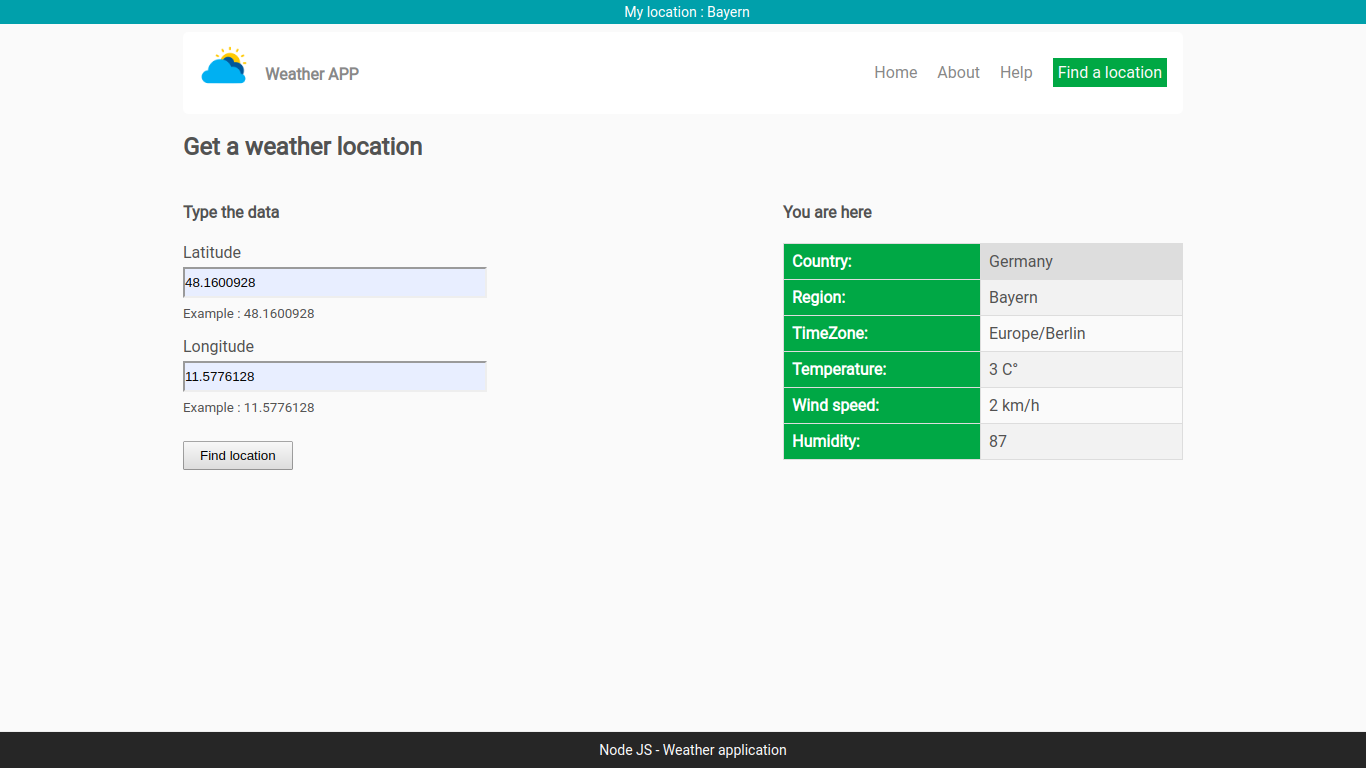 My location : Bayern
Weather APP
Home About Help Find a location
Get a weather location
Type the data
Latitude
48.1600928
Example : 48.1600928
Longitude
11.5776128
Example : 11.5776128
Find location
You are here
Country: Germany
Region: Bayern
TimeZone: Europe/Berlin
Temperature: 3 C°
Wind speed: 2 km/h
Humidity: 87
Node JS - Weather application